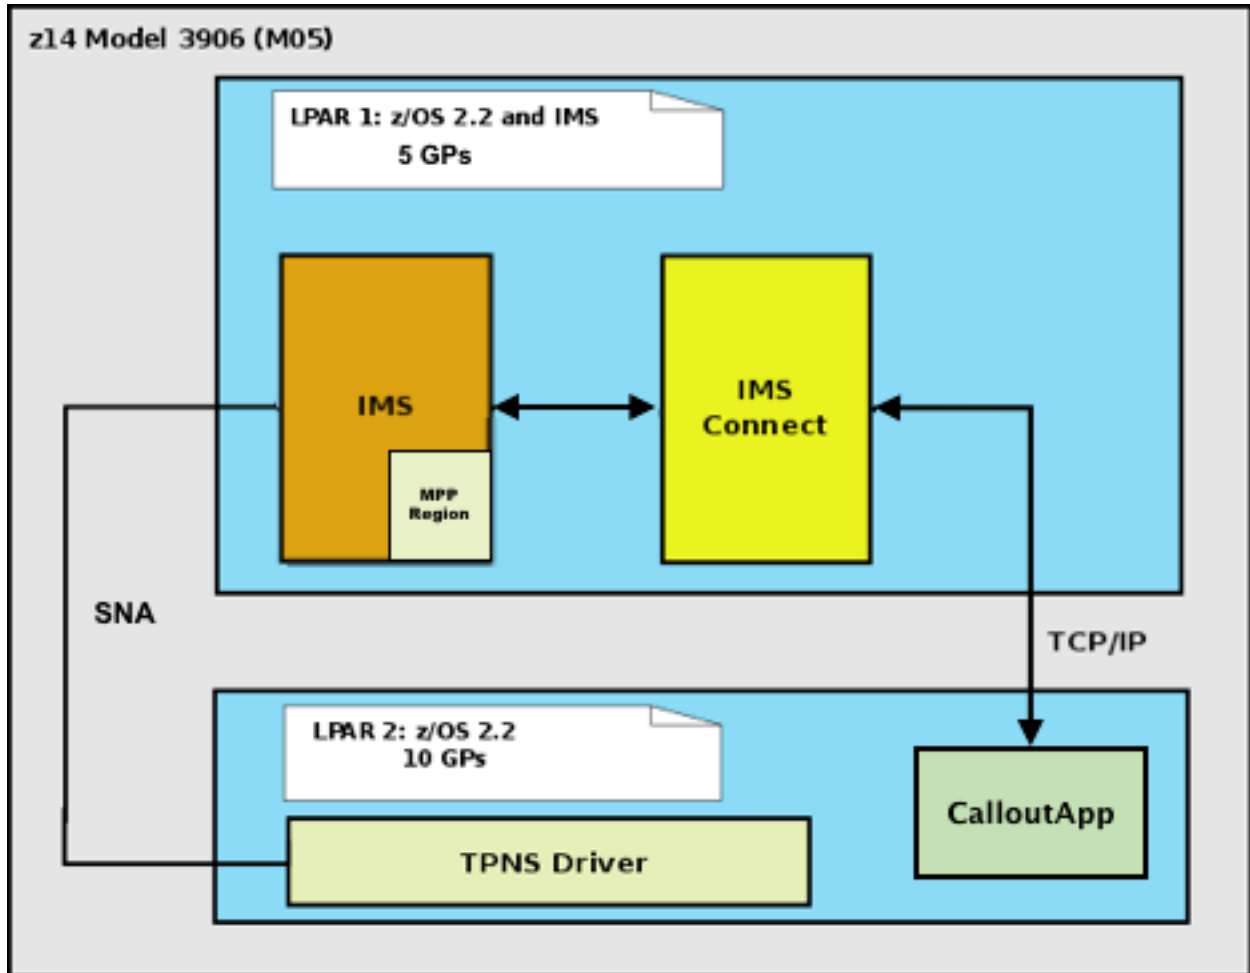 z14 Model 3906 (M05)
LPAR 1: z/OS 2.2 and IMS
5 GPs
IMS
MPP
Region
IMS
Connect
SNA
TCP/IP
LPAR 2: z/OS 2.2
10 GPs
CalloutApp
TPNS Driver